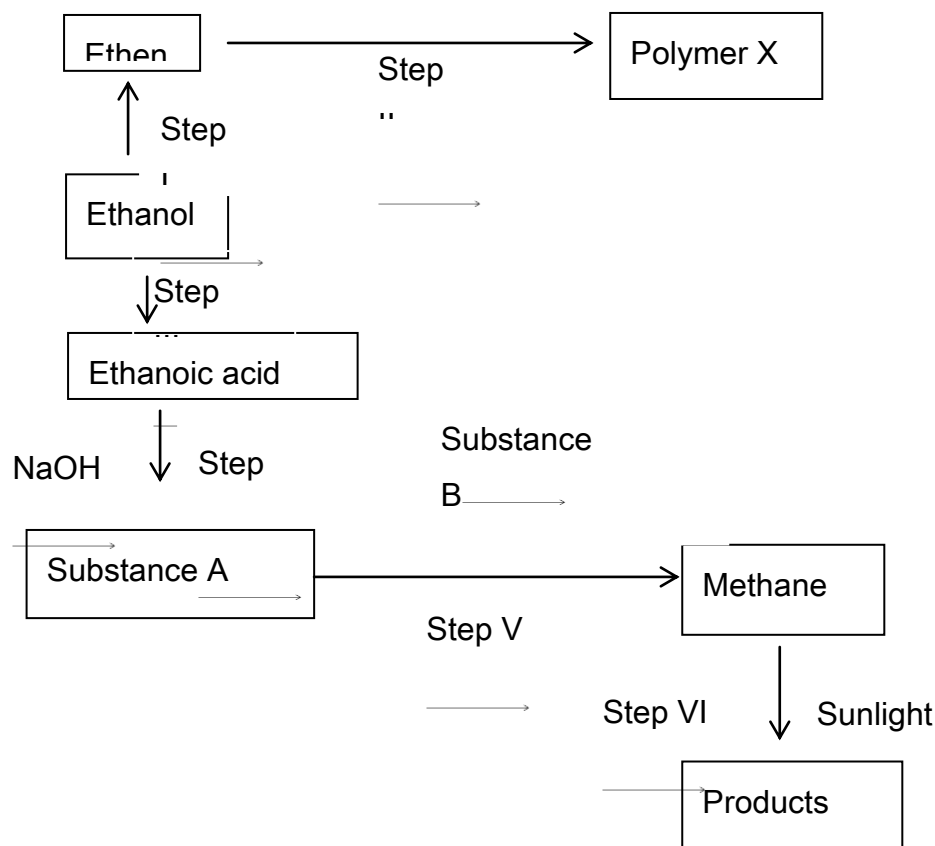 Ethen
Polymer X
Step
Step
Ethanol
Step
Ethanoic acid
Substance
NaOH
Step
B
Substance A
Methane
Step V
Step VI
Sunlight
Products